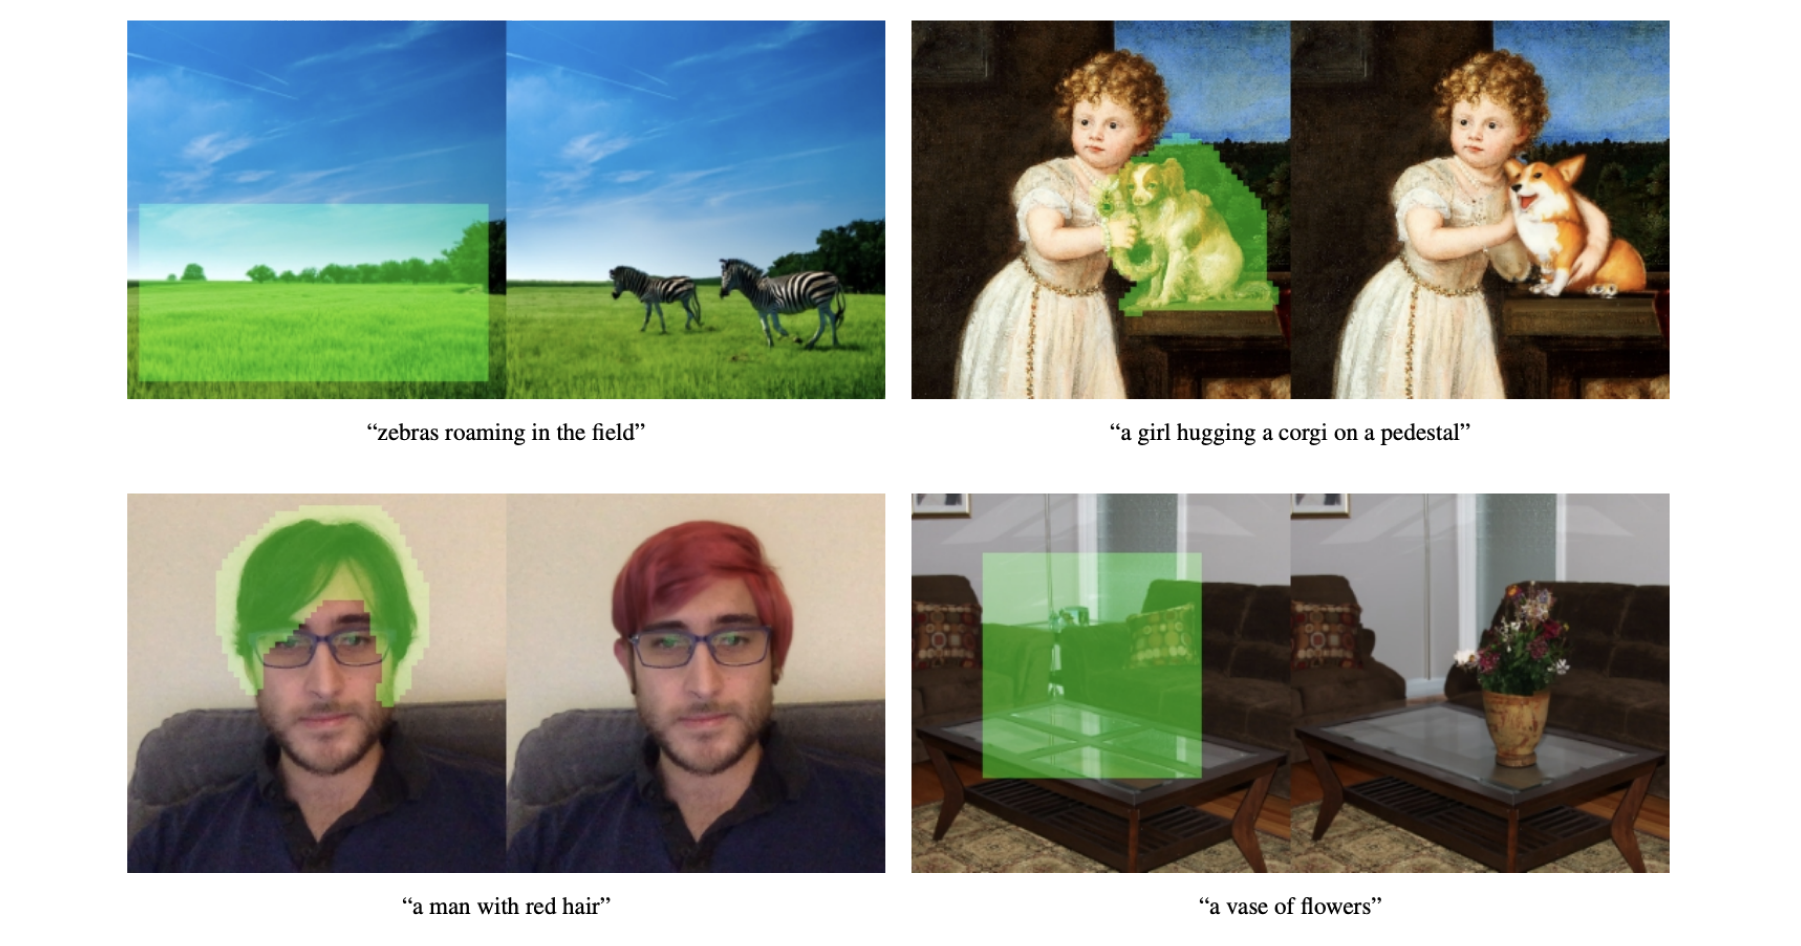 “zebras roaming in the field”
“a girl hugging a corgi on a pedestal”
“a man with red hair”
“a vase of flowers”